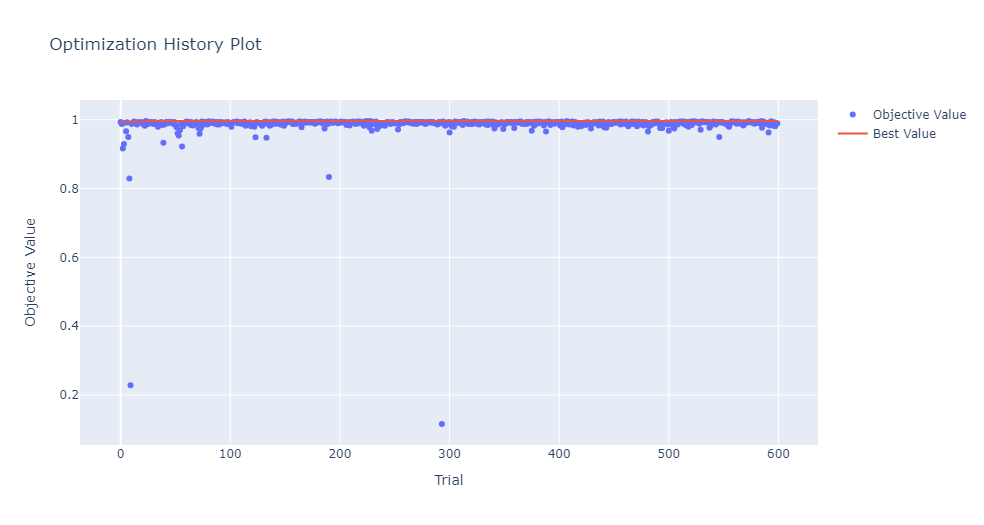 Optimization History Plot
Objective Value
Best Value
1
0.8
0.6
0.4
0.2
Objective Value
0 100 200 300 400 500 600
Trial